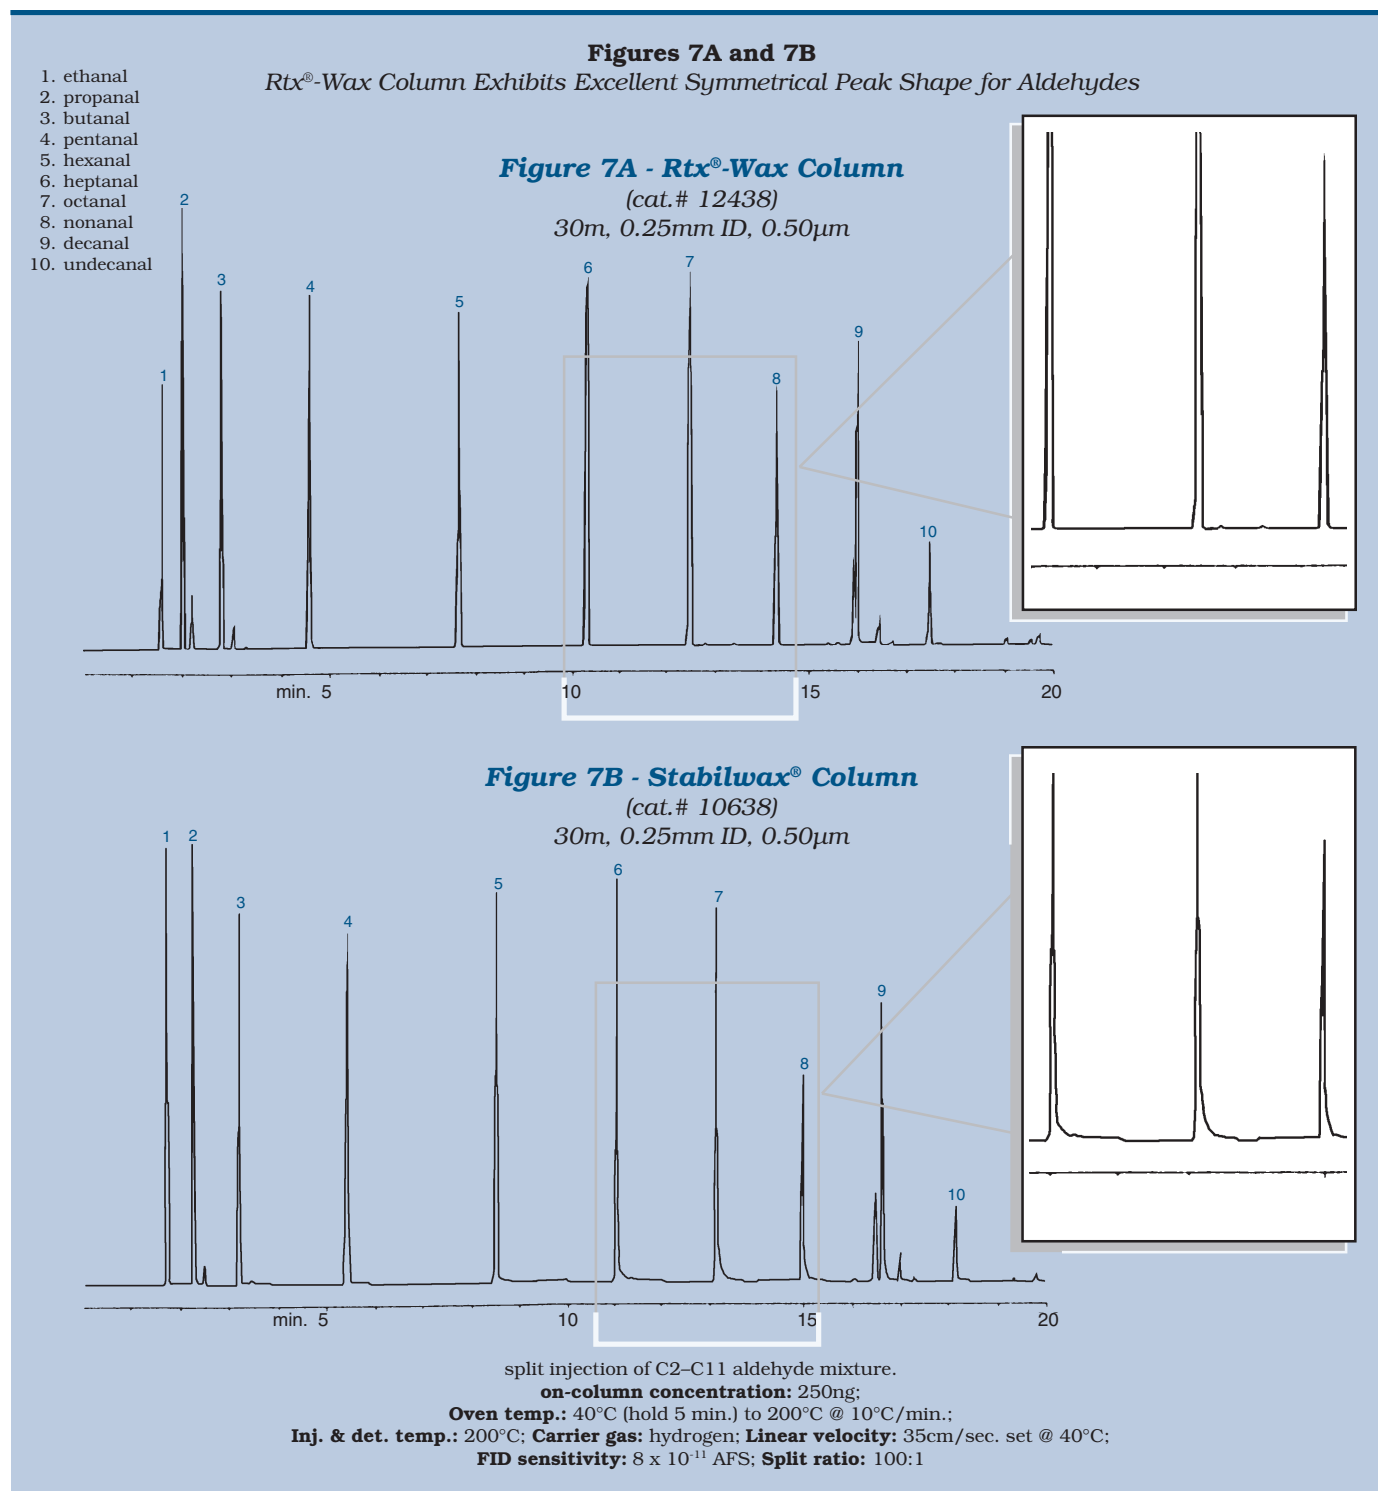 Figures 7A and 7B
Rtx®-Wax Column Exhibits Excellent Symmetrical Peak Shape for Aldehydes
1. ethanal
2. propanal
3. butanal
4. pentanal
5. hexanal
6. heptanal
7. octanal
8. nonanal
9. decanal
10. undecanal
Figure 7A - Rtx®-Wax Column
(cat.# 12438)
30m, 0.25mm ID, 0.50µm
1
2
3
4
5
6
7
8
9
10
min. 5 10 15 20
Figure 7B - Stabilwax® Column
(cat.# 10638)
30m, 0.25mm ID, 0.50µm
1
2
3
4
5
6
7
8
9
10
min. 5 10 15 20
split injection of C2–C11 aldehyde mixture.
on-column concentration: 250ng;
Oven temp.: 40°C (hold 5 min.) to 200°C @ 10°C/min.;
Inj. & det. temp.: 200°C; Carrier gas: hydrogen; Linear velocity: 35cm/sec. set @ 40°C;
FID sensitivity: 8 x 10⁻¹¹ AFS; Split ratio: 100:1